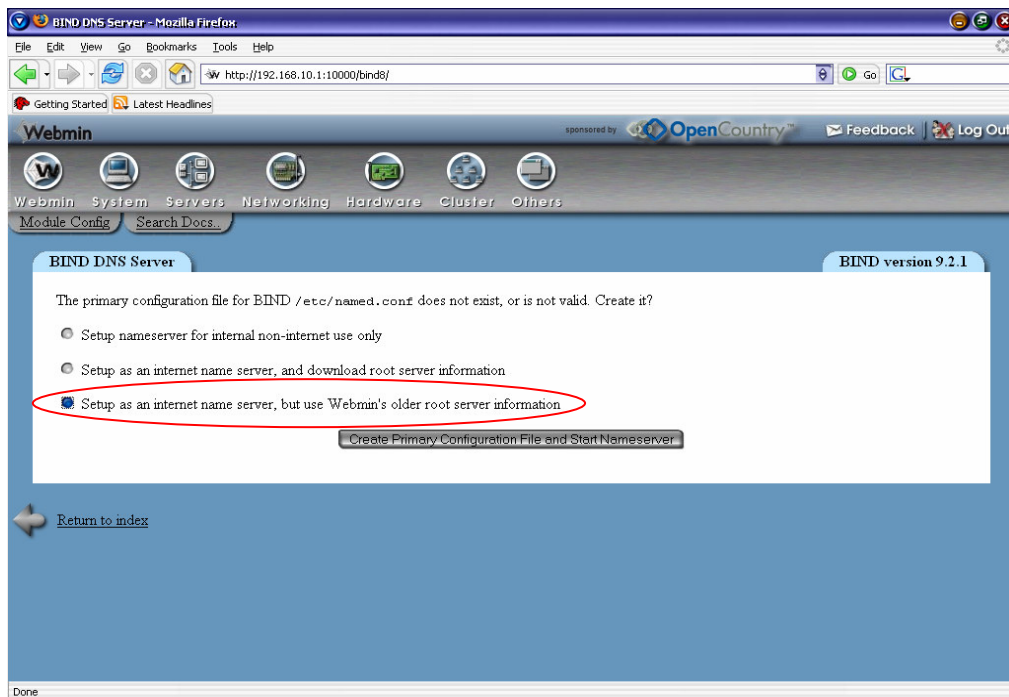 BIND DNS Server - Mozilla Firefox
File Edit View Go Bookmarks Tools Help
http://192.168.10.1:10000/bind8/ Go G
Getting Started Latest Headlines
Webmin sponsored by OpenCountry™ Feedback Log Out
Webmin System Servers Networking Hardware Cluster Others
Module Config Search Docs..
BIND DNS Server BIND version 9.2.1
The primary configuration file for BIND /etc/named.conf does not exist, or is not valid. Create it?
Setup nameserver for internal non-internet use only
Setup as an internet name server, and download root server information
Setup as an internet name server, but use Webmin's older root server information
Create Primary Configuration File and Start Nameserver
Return to index
Done